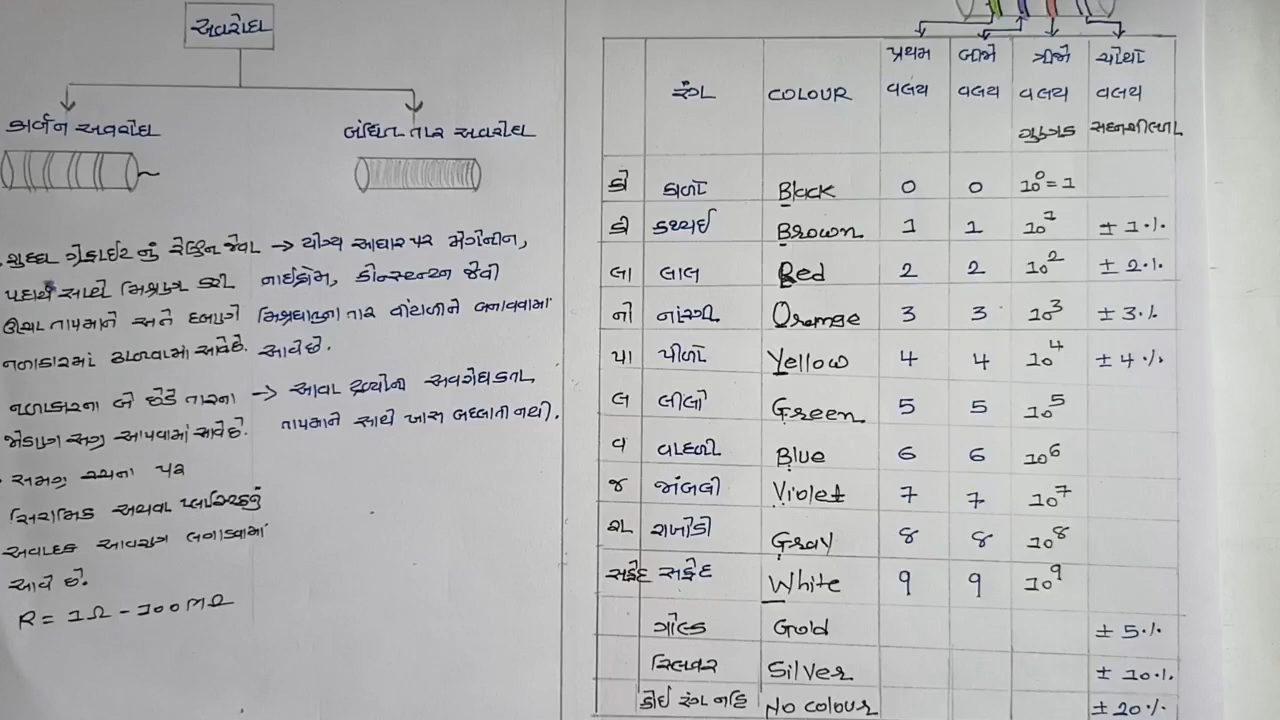 અવરોધ
કાર્બન અવરોધ
બંધિત તાર અવરોધ
શુધ્ધ ગ્રેફાઈટ નું રેઝિન જેવા
પદાર્થ સાથે મિશ્રણ કરી
ઊંચા તાપમાને અને દબાણે
નળાકારમાં ઢાળવામાં આવે છે.
નળાકારના બે છેડે તારના
જોડાણ અગ્ર આપવામાં આવે છે.
સમગ્ર રચના પર
સિરામિક અથવા પ્લાસ્ટિકનું
અવાહક આવરણ લગાડવામાં
આવે છે.
R = 1Ω - 100MΩ
→ યોગ્ય આધાર પર મેંગેનીન,
નાઈક્રોમ, કોન્સ્ટન્ટન જેવી
મિશ્રધાતુના તાર વીંટાળીને બનાવવામાં
આવે છે.
→ આવા દ્રવ્યોની અવરોધકતા
તાપમાને સાથે ખાસ બદલાતી નથી.
રંગ COLOUR પ્રથમ વલય બીજો વલય ત્રીજો વલય ગુણક ચોથો વલય સહનશીલતા
કા કાળો Black 0 0 10⁰=1
ક કથ્થઈ Brown 1 1 10¹ ± 1%
લા લાલ Red 2 2 10² ± 2%
ના નારંગી Orange 3 3 10³ ± 3%
પી પીળો Yellow 4 4 10⁴ ± 4%
લ લીલો Green 5 5 10⁵
વ વાદળી Blue 6 6 10⁶
જ જાંબલી Violet 7 7 10⁷
રા રાખોડી Gray 8 8 10⁸
સફેદ સફેદ White 9 9 10⁹
ગોલ્ડ Gold ± 5%
સિલ્વર Silver ± 10%
કોઈ રંગ નહિ No colour ± 20%